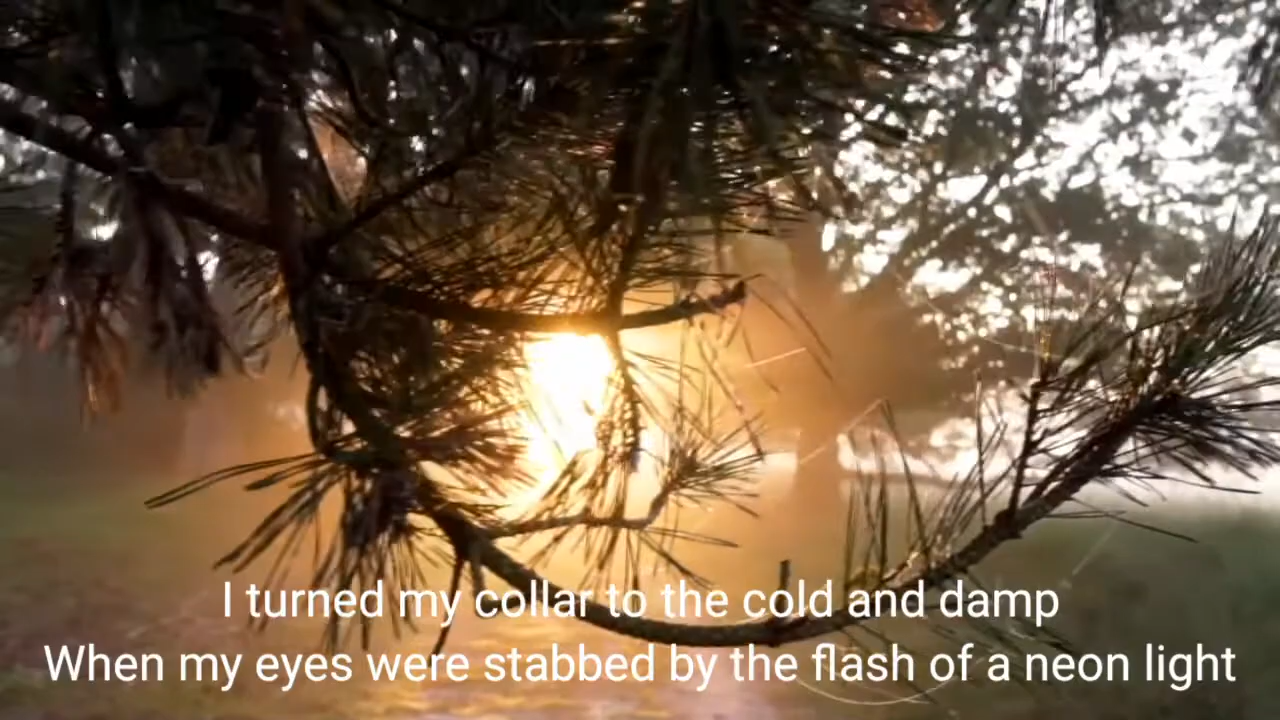 I turned my collar to the cold and damp
When my eyes were stabbed by the flash of a neon light